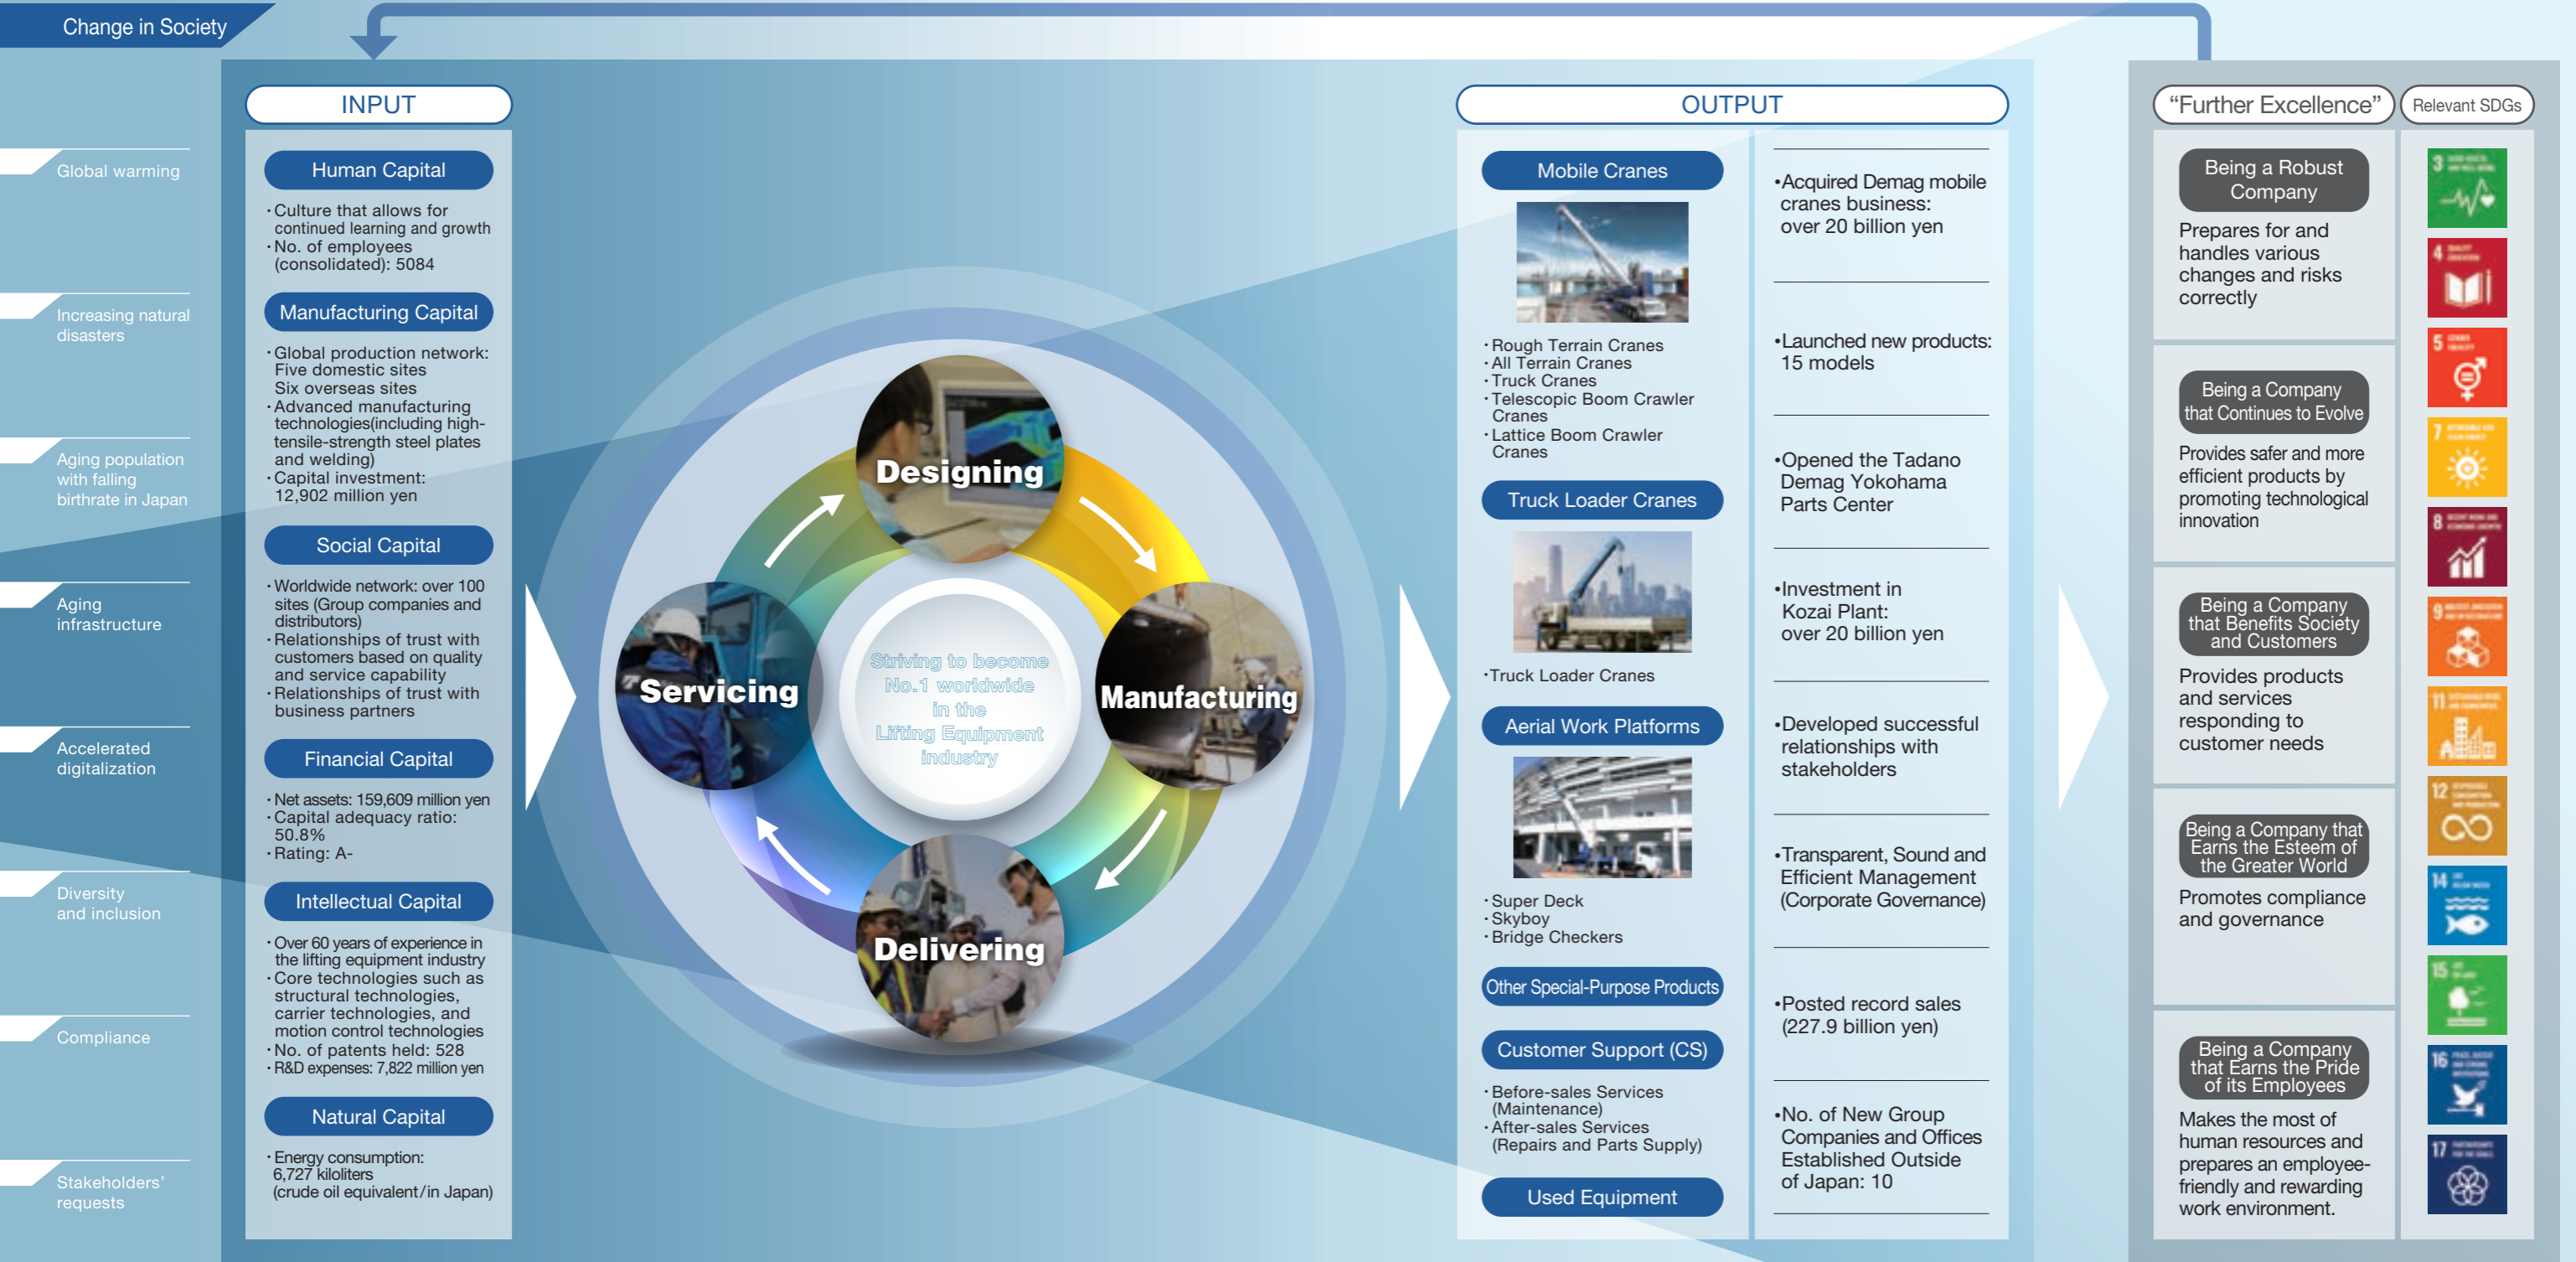 Change in Society
Global warming
Increasing natural
disasters
Aging population
with falling
birthrate in Japan
Aging
infrastructure
Accelerated
digitalization
Diversity
and inclusion
Compliance
Stakeholders’
requests
INPUT
Human Capital
・Culture that allows for
continued learning and growth
・No. of employees
(consolidated): 5084
Manufacturing Capital
・Global production network:
Five domestic sites
Six overseas sites
・Advanced manufacturing
technologies(including high-
tensile-strength steel plates
and welding)
・Capital investment:
12,902 million yen
Social Capital
・Worldwide network: over 100
sites (Group companies and
distributors)
・Relationships of trust with
customers based on quality
and service capability
・Relationships of trust with
business partners
Financial Capital
・Net assets: 159,609 million yen
・Capital adequacy ratio:
50.8%
・Rating: A-
Intellectual Capital
・Over 60 years of experience in
the lifting equipment industry
・Core technologies such as
structural technologies,
carrier technologies, and
motion control technologies
・No. of patents held: 528
・R&D expenses: 7,822 million yen
Natural Capital
・Energy consumption:
6,727 kiloliters
(crude oil equivalent/in Japan)
Designing
Manufacturing
Delivering
Servicing
Striving to become
No.1 worldwide
in the
Lifting Equipment
industry
OUTPUT
Mobile Cranes
・Rough Terrain Cranes
・All Terrain Cranes
・Truck Cranes
・Telescopic Boom Crawler
Cranes
・Lattice Boom Crawler
Cranes
Truck Loader Cranes
・Truck Loader Cranes
Aerial Work Platforms
・Super Deck
・Skyboy
・Bridge Checkers
Other Special-Purpose Products
Customer Support (CS)
・Before-sales Services
(Maintenance)
・After-sales Services
(Repairs and Parts Supply)
Used Equipment
•Acquired Demag mobile
cranes business:
over 20 billion yen
•Launched new products:
15 models
•Opened the Tadano
Demag Yokohama
Parts Center
•Investment in
Kozai Plant:
over 20 billion yen
•Developed successful
relationships with
stakeholders
•Transparent, Sound and
Efficient Management
(Corporate Governance)
•Posted record sales
(227.9 billion yen)
•No. of New Group
Companies and Offices
Established Outside
of Japan: 10
“Further Excellence”
Being a Robust
Company
Prepares for and
handles various
changes and risks
correctly
Being a Company
that Continues to Evolve
Provides safer and more
efficient products by
promoting technological
innovation
Being a Company
that Benefits Society
and Customers
Provides products
and services
responding to
customer needs
Being a Company that
Earns the Esteem of
the Greater World
Promotes compliance
and governance
Being a Company
that Earns the Pride
of its Employees
Makes the most of
human resources and
prepares an employee-
friendly and rewarding
work environment.
Relevant SDGs
3
4
5
7
8
9
11
12
14
15
16
17